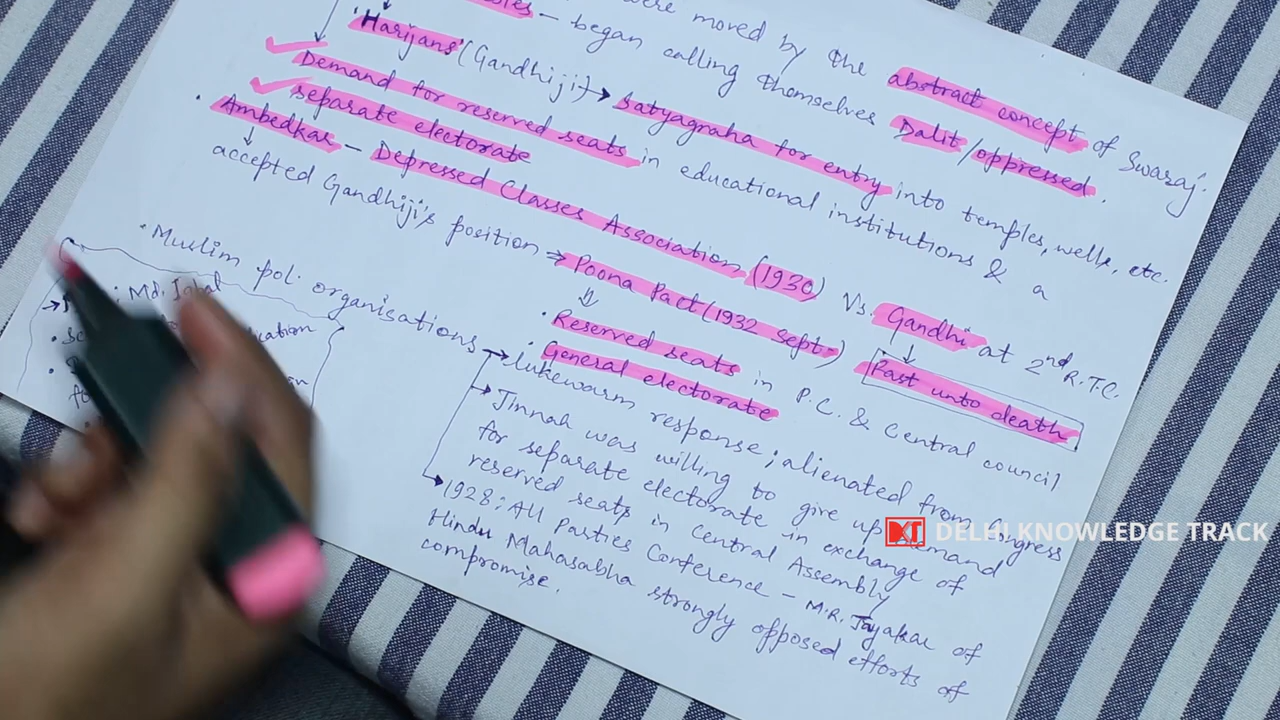 were moved by the abstract concept of Swaraj.
– began calling themselves Dalit/oppressed.
• 'Harijans' (Gandhiji) → Satyagraha for entry into temples, wells, etc.
Demand for reserved seats in educational institutions & a
separate electorate
• Ambedkar – Depressed Classes Association (1930) Vs. Gandhi at 2nd R.T.C.
accepted Gandhiji's position ⇒ Poona Pact (1932 sept.) Fast unto death
• Reserved seats in P.C. & Central council
• General electorate
• Muslim pol. organisations → lukewarm response; alienated from Congress
→ Jinnah was willing to give up demand
for separate electorate in exchange of
reserved seats in Central Assembly
→ 1928; All Parties Conference – M.R. Jayakar of
Hindu Mahasabha strongly opposed efforts of
compromise.
; Md. Iqbal
DKT DELHI KNOWLEDGE TRACK